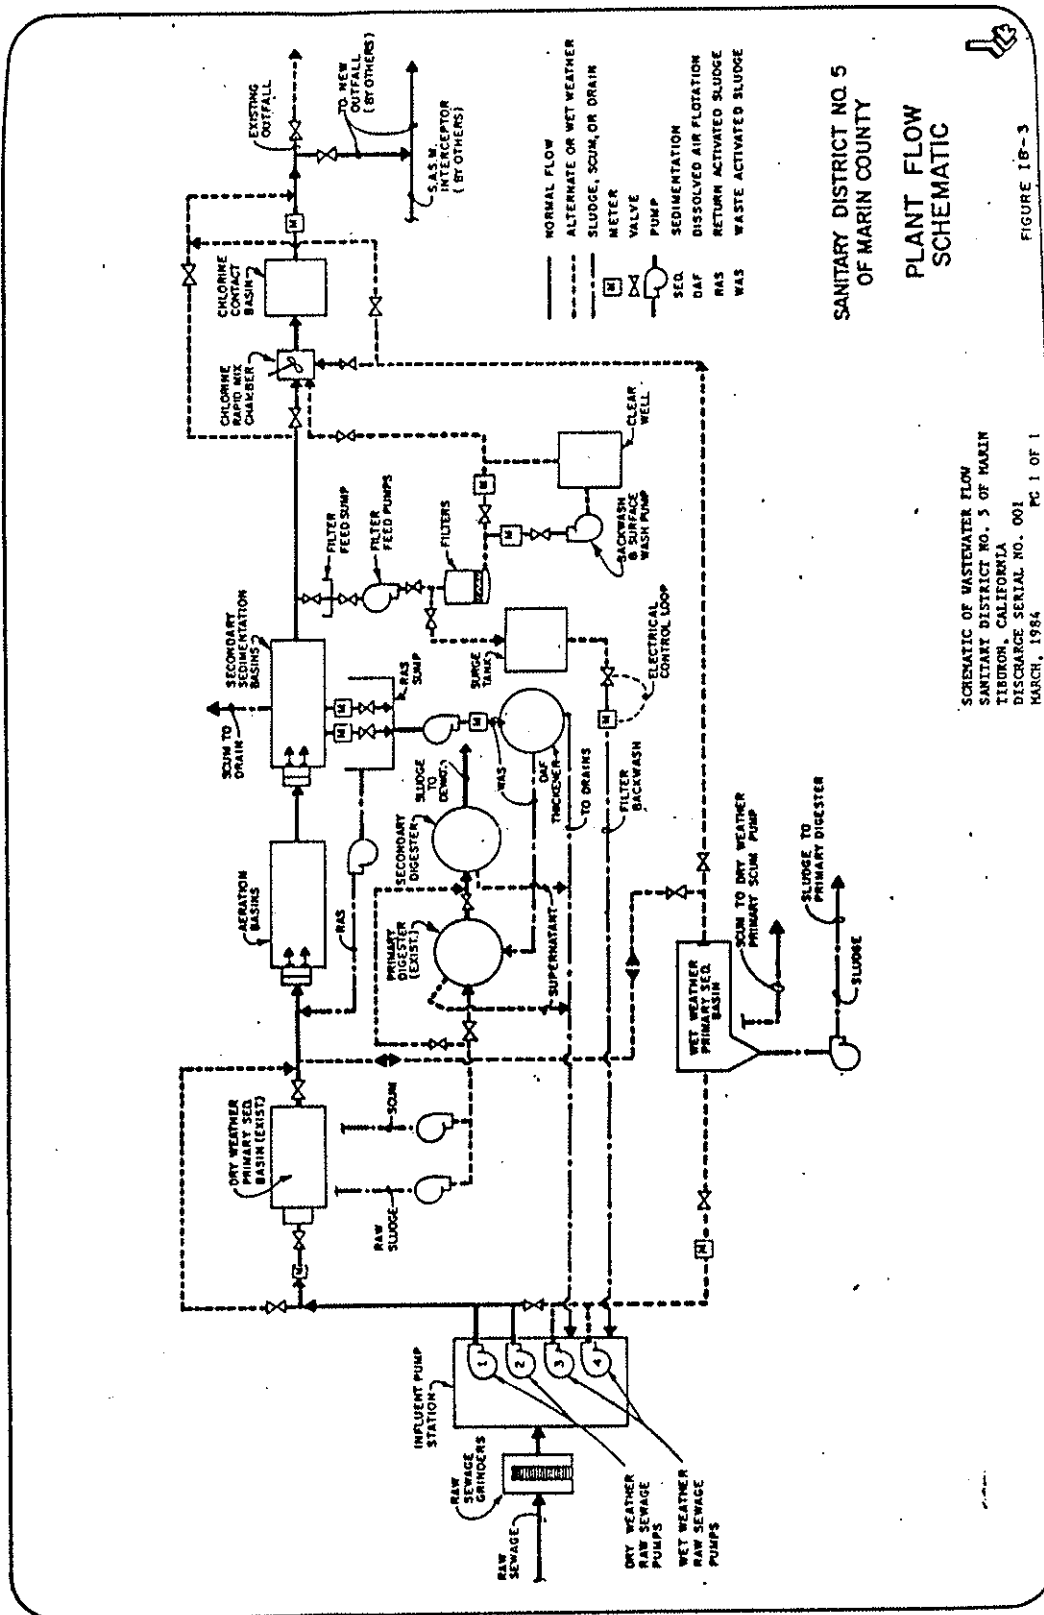 RAW
SEWAGE
RAW
SEWAGE
GRINDERS
INFLUENT PUMP
STATION
1
2
3
4
DRY WEATHER
RAW SEWAGE
PUMPS
WET WEATHER
RAW SEWAGE
PUMPS
M
DRY WEATHER
PRIMARY SED.
BASIN (EXIST)
RAW
SLUDGE
SCUM
AERATION
BASINS
RAS
SCUM TO
DRAIN
SECONDARY
SEDIMENTATION
BASINS
M
M
RAS
SUMP
PRIMARY
DIGESTER
(EXIST.)
SECONDARY
DIGESTER
SLUDGE
TO
DEWAT.
SUPERNATANT
M
WAS
DAF
THICKENER
TO DRAINS
FILTER
FEED SUMP
FILTER
FEED PUMPS
FILTERS
SURGE
TANK
M
ELECTRICAL
CONTROL LOOP
FILTER
BACKWASH
M
M
BACKWASH
& SURFACE
WASH PUMP
CLEAR
WELL
CHLORINE
RAPID MIX
CHAMBER
CHLORINE
CONTACT
BASIN
M
EXISTING
OUTFALL
TO NEW
OUTFALL
(BY OTHERS)
S.A.S.M.
INTERCEPTOR
(BY OTHERS)
M
WET WEATHER
PRIMARY SED.
BASIN
SCUM TO DRY WEATHER
PRIMARY SCUM PUMP
SLUDGE TO
PRIMARY DIGESTER
SLUDGE
NORMAL FLOW
ALTERNATE OR WET WEATHER
SLUDGE, SCUM, OR DRAIN
M METER
VALVE
PUMP
SED. SEDIMENTATION
DAF DISSOLVED AIR FLOTATION
RAS RETURN ACTIVATED SLUDGE
WAS WASTE ACTIVATED SLUDGE
SANITARY DISTRICT NO. 5
OF MARIN COUNTY
PLANT FLOW
SCHEMATIC
SCHEMATIC OF WASTEWATER FLOW
SANITARY DISTRICT NO. 5 OF MARIN
TIBURON, CALIFORNIA
DISCHARGE SERIAL NO. 001
MARCH, 1984 PG 1 OF 1
FIGURE 1B-3